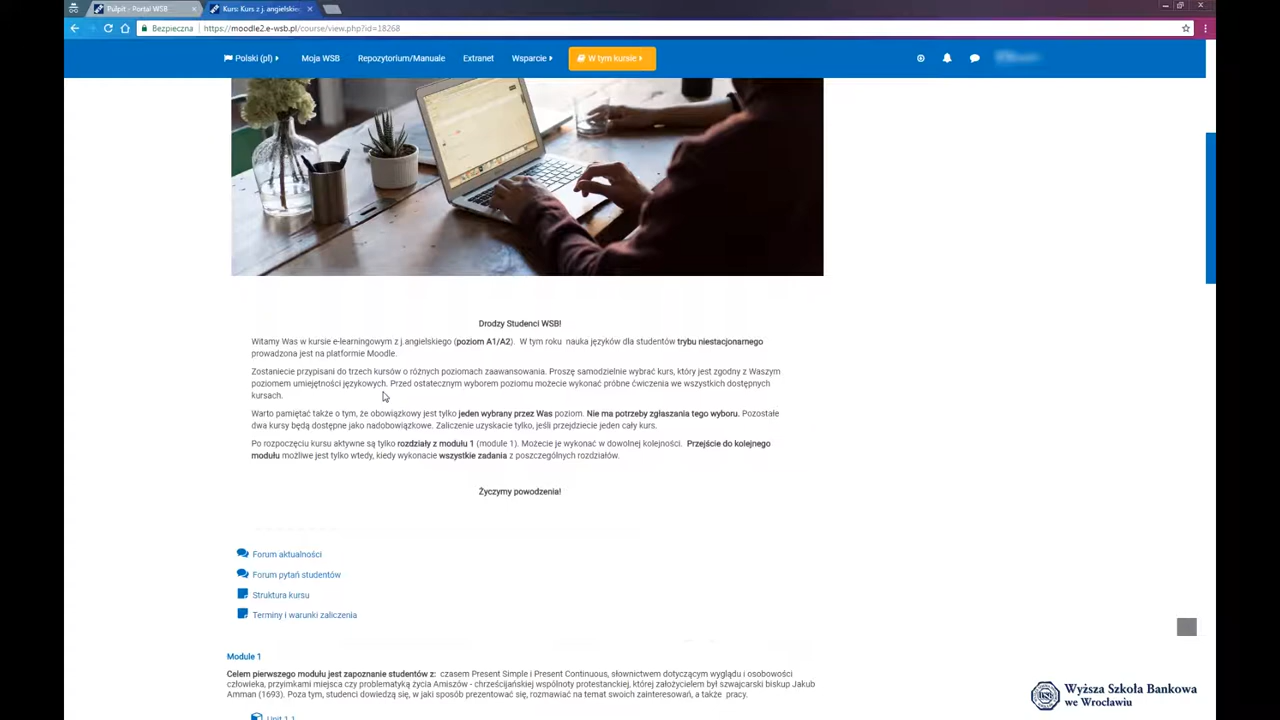 Pulpit - Portal WSB
Kurs: Kurs z j. angielskie
Bezpieczna
https://moodle2.e-wsb.pl/course/view.php?id=18268
Polski (pl)
Moja WSB
Repozytorium/Manuale
Extranet
Wsparcie
W tym kursie
Drodzy Studenci WSB!
Witamy Was w kursie e-learningowym z j.angielskiego (poziom A1/A2). W tym roku nauka języków dla studentów trybu niestacjonarnego
prowadzona jest na platformie Moodle.
Zostaniecie przypisani do trzech kursów o różnych poziomach zaawansowania. Proszę samodzielnie wybrać kurs, który jest zgodny z Waszym
poziomem umiejętności językowych. Przed ostatecznym wyborem poziomu możecie wykonać próbne ćwiczenia we wszystkich dostępnych
kursach.
Warto pamiętać także o tym, że obowiązkowy jest tylko jeden wybrany przez Was poziom. Nie ma potrzeby zgłaszania tego wyboru. Pozostałe
dwa kursy będą dostępne jako nadobowiązkowe. Zaliczenie uzyskacie tylko, jeśli przejdziecie jeden cały kurs.
Po rozpoczęciu kursu aktywne są tylko rozdziały z modułu 1 (module 1). Możecie je wykonać w dowolnej kolejności. Przejście do kolejnego
modułu możliwe jest tylko wtedy, kiedy wykonacie wszystkie zadania z poszczególnych rozdziałów.
Życzymy powodzenia!
Forum aktualności
Forum pytań studentów
Struktura kursu
Terminy i warunki zaliczenia
Module 1
Celem pierwszego modułu jest zapoznanie studentów z: czasem Present Simple i Present Continuous, słownictwem dotyczącym wyglądu i osobowości
człowieka, przyimkami miejsca czy problematyką życia Amiszów - chrześcijańskiej wspólnoty protestanckiej, której założycielem był szwajcarski biskup Jakub
Amman (1693). Poza tym, studenci dowiedzą się, w jaki sposób prezentować się, rozmawiać na temat swoich zainteresowań, a także pracy.
Unit 1.1
Wyższa Szkoła Bankowa
we Wrocławiu